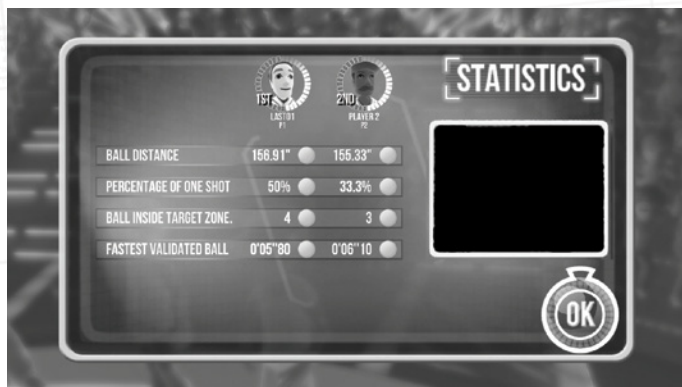 STATISTICS
1ST 2ND
LASTO1 PLAYER 2
P1 P2
BALL DISTANCE 156.91" 155.33"
PERCENTAGE OF ONE SHOT 50% 33.3%
BALL INSIDE TARGET ZONE. 4 3
FASTEST VALIDATED BALL 0'05"80 0'06"10
OK